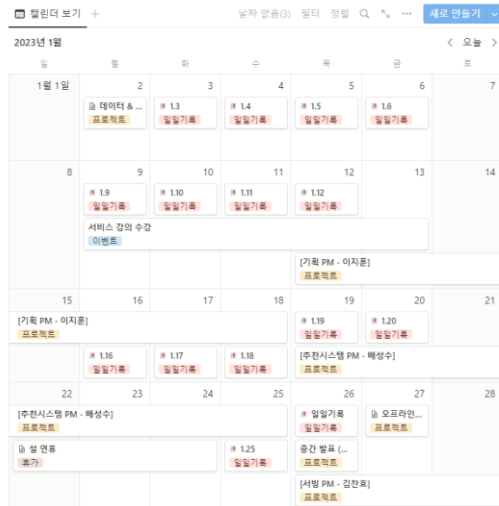 캘린더 보기
날짜 없음(3) 필터 정렬 새로 만들기
2023년 1월 오늘
일 월 화 수 목 금 토
1월 1일 2 3 4 5 6 7
데이터 & ... 1.3 1.4 1.5 1.6
프로젝트 일일기록 일일기록 일일기록 일일기록
8 9 10 11 12 13 14
1.9 1.10 1.11 1.12
일일기록 일일기록 일일기록 일일기록
서비스 강의 수강
이벤트
[기획 PM - 이지훈]
프로젝트
15 16 17 18 19 20 21
[기획 PM - 이지훈] 1.19 1.20
프로젝트 일일기록 일일기록
1.16 1.17 1.18 [추천시스템 PM - 배성수]
일일기록 일일기록 일일기록 프로젝트
22 23 24 25 26 27 28
[추천시스템 PM - 배성수] 일일기록 오프라인...
프로젝트 일일기록 프로젝트
설 연휴 1.25 중간 발표 (...
휴가 일일기록 프로젝트
[서빙 PM - 김찬호]
프로젝트